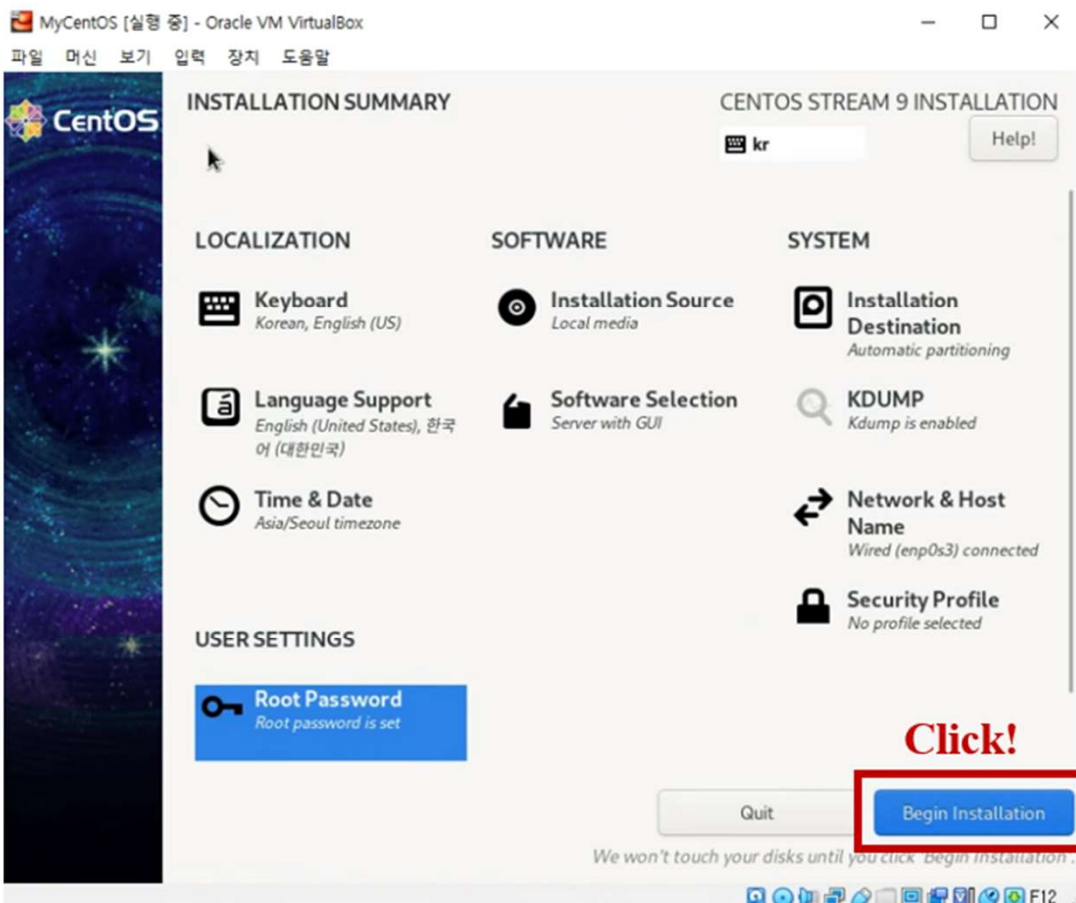 MyCentOS [실행 중] - Oracle VM VirtualBox
파일 머신 보기 입력 장치 도움말
CentOS
INSTALLATION SUMMARY
CENTOS STREAM 9 INSTALLATION
kr
Help!
LOCALIZATION
Keyboard
Korean, English (US)
Language Support
English (United States), 한국
어 (대한민국)
Time & Date
Asia/Seoul timezone
SOFTWARE
Installation Source
Local media
Software Selection
Server with GUI
SYSTEM
Installation
Destination
Automatic partitioning
KDUMP
Kdump is enabled
Network & Host
Name
Wired (enp0s3) connected
Security Profile
No profile selected
USER SETTINGS
Root Password
Root password is set
Click!
Quit
Begin Installation
We won't touch your disks until you click 'Begin Installation'.
F12